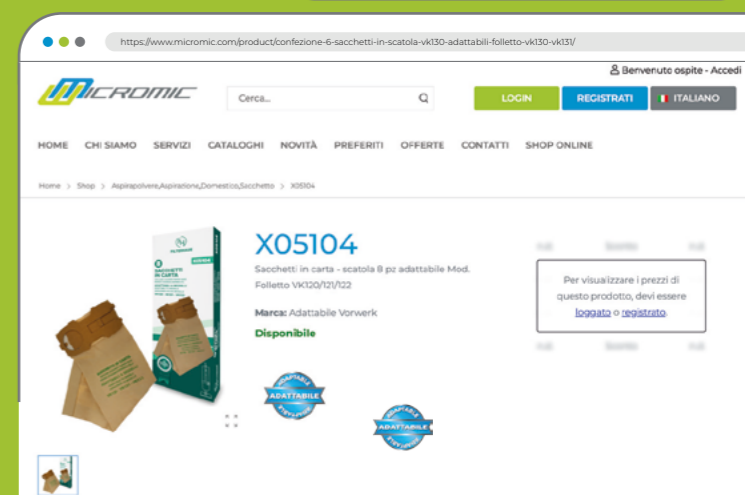 https://www.micromic.com/product/confezione-6-sacchetti-in-scatola-vk130-adattabili-folletto-vk130-vk131/
Benvenuto ospite - Accedi
MICROMIC
Cerca...
LOGIN
REGISTRATI
ITALIANO
HOME CHI SIAMO SERVIZI CATALOGHI NOVITÀ PREFERITI OFFERTE CONTATTI SHOP ONLINE
Home > Shop > Aspirapolvere,Aspirazione,Domestico,Sacchetto > X05104
X05104
Sacchetti in carta - scatola 8 pz adattabile Mod.
Folletto VK120/121/122
Marca: Adattabile Vorwerk
Disponibile
Per visualizzare i prezzi di
questo prodotto, devi essere
loggato o registrato.
SACCHETTI
IN CARTA
ADAPTABLE
ADATTABILE
ADAPTABLE
ADATTABILE